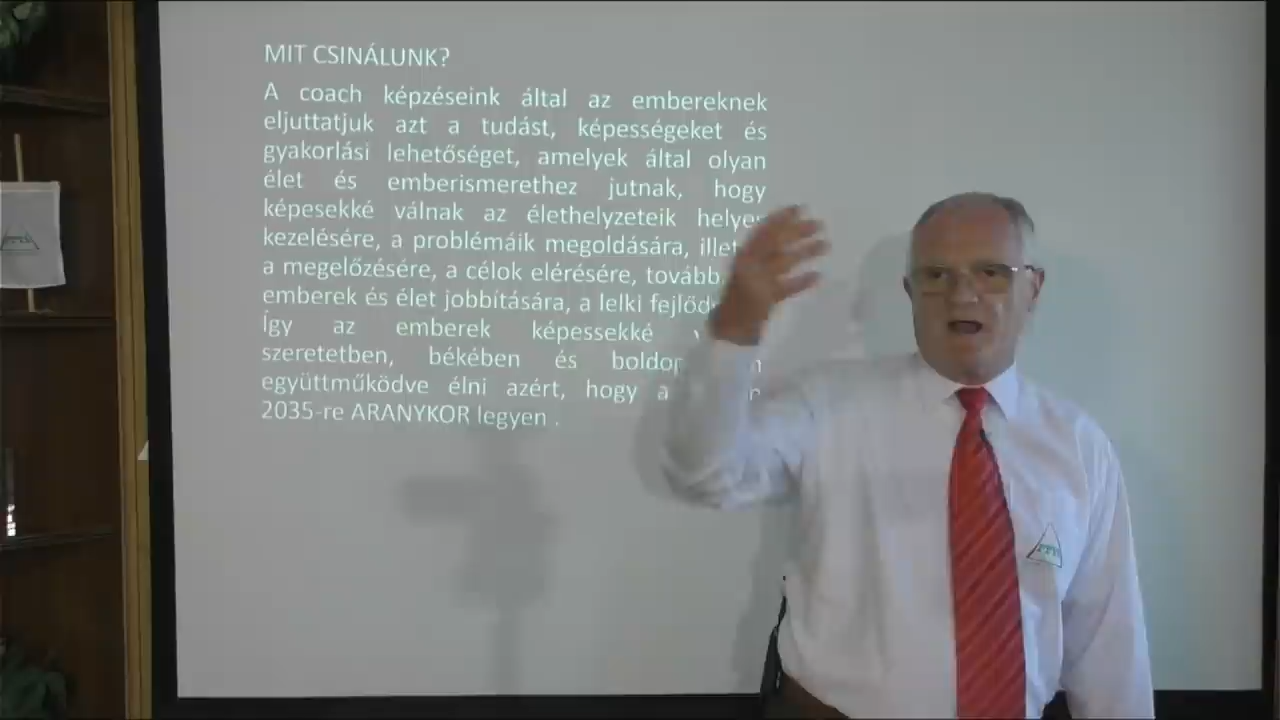 MIT CSINÁLUNK?
A coach képzéseink által az embereknek
eljuttatjuk azt a tudást, képességeket és
gyakorlási lehetőséget, amelyek által olyan
élet és emberismerethez jutnak, hogy
képesekké válnak az élethelyzeteik
kezelésére, a problémáik megoldására,
a megelőzésére, a célok elérésére,
emberek és élet jobbítására, a lelki
Így az emberek képessekké
szeretetben, békében és
együttműködve élni azért, hogy a
2035-re ARANYKOR legyen .